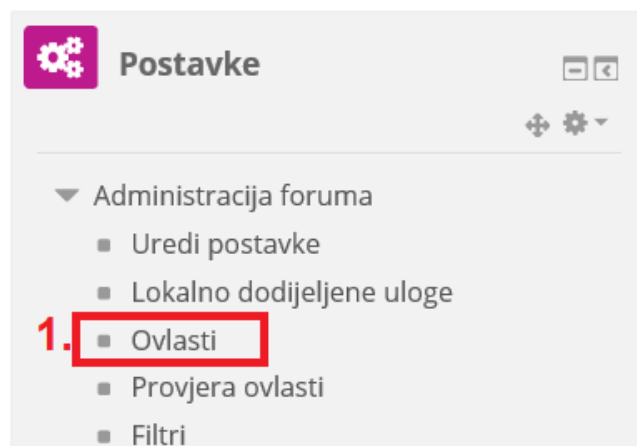 Postavke
Administracija foruma
Uredi postavke
Lokalno dodijeljene uloge
1. Ovlasti
Provjera ovlasti
Filtri